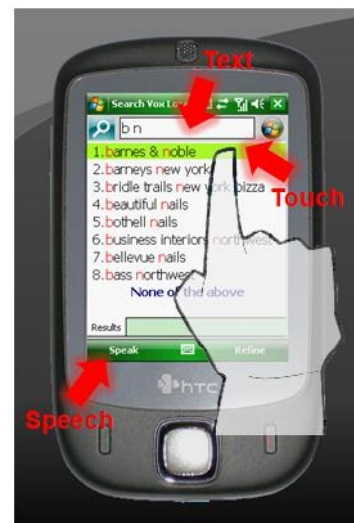 Text
Search Vox Lo
b n
1.barnes & noble
2.barneys new york
3.bridle trails new york pizza
Touch
4.beautiful nails
5.bothell nails
6.business interiors northwest
7.bellevue nails
8.bass northwest
None of the above
Results
Speak
Refine
Speech
hTC